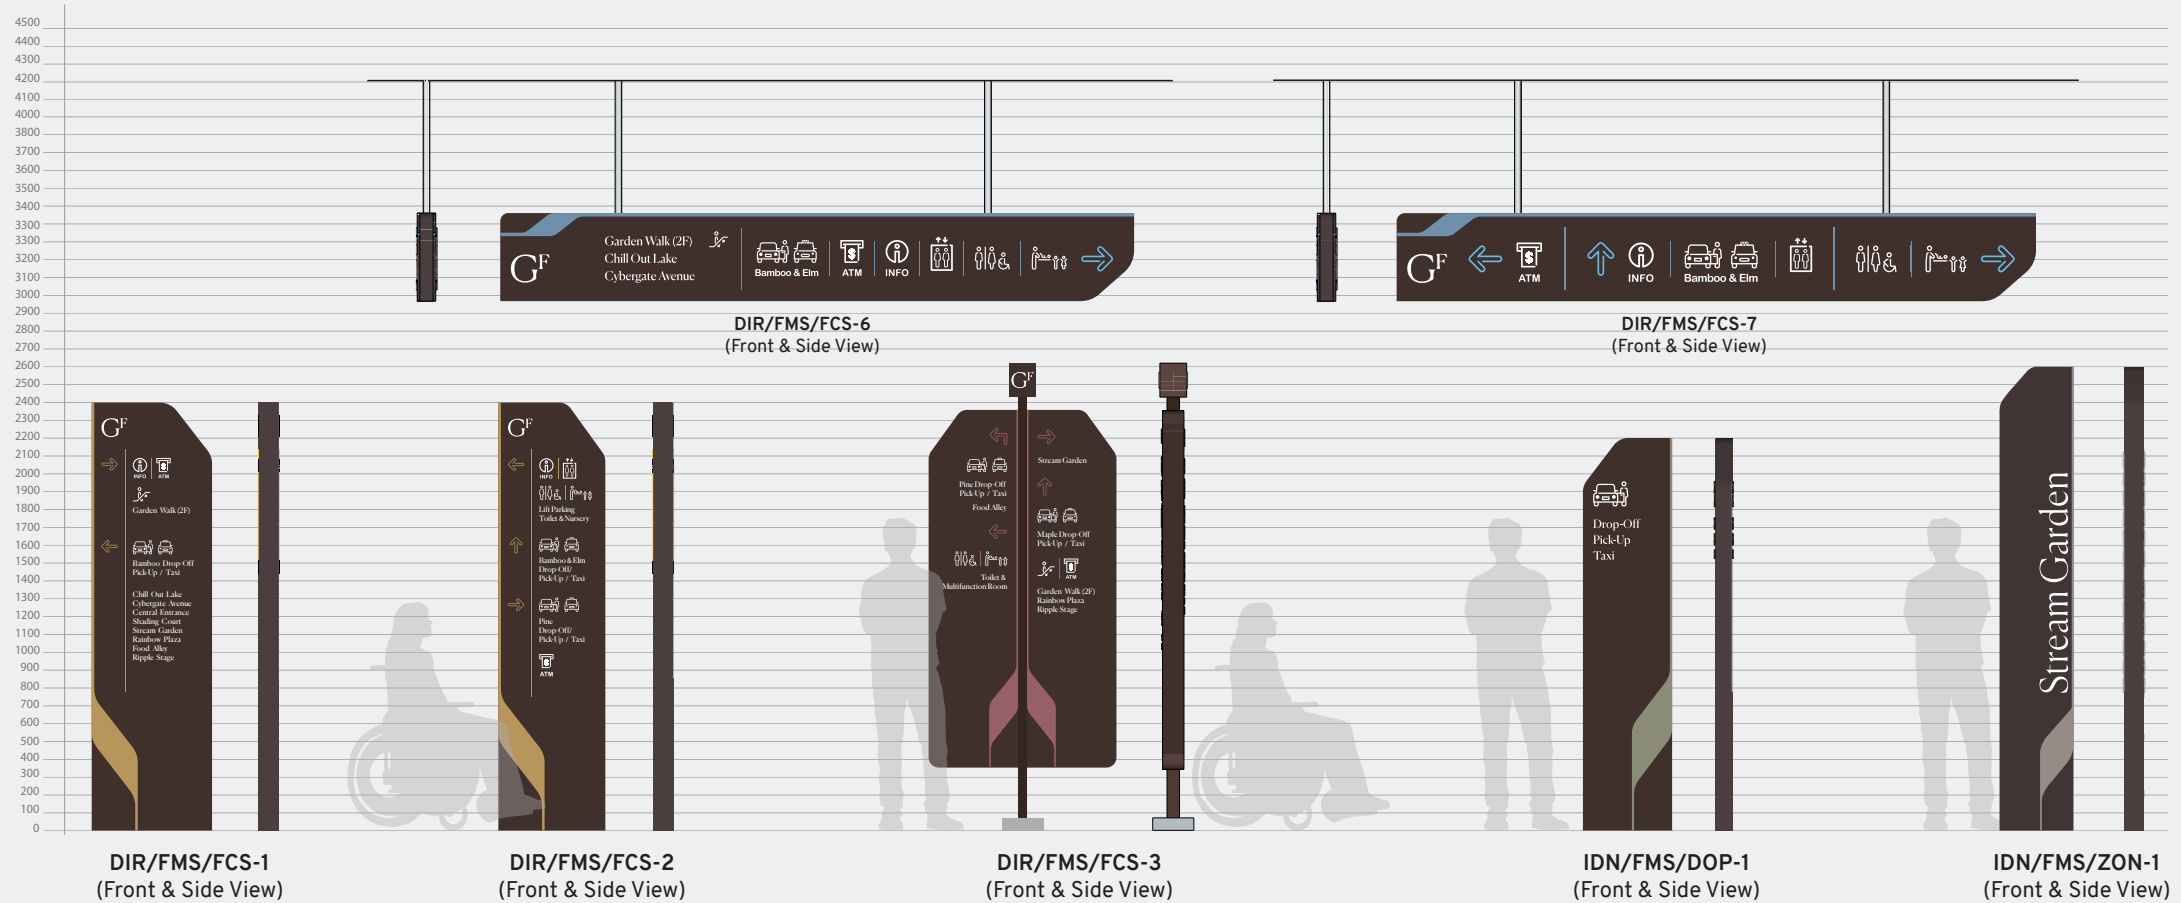 4500
4400
4300
4200
4100
4000
3800
3700
3600
3500
3400
3300
3300
3200
3100
3000
2900
2800
2700
2600
2500
2400
2300
2200
2100
2000
1900
1800
1700
1600
1500
1400
1300
1200
1100
1000
900
800
700
600
500
400
300
200
100
0
GF
Garden Walk (2F)
Chill Out Lake
Cybergate Avenue
Bamboo & Elm
ATM
INFO
DIR/FMS/FCS-6
(Front & Side View)
GF
ATM
INFO
Bamboo & Elm
DIR/FMS/FCS-7
(Front & Side View)
GF
INFO
ATM
Garden Walk (2F)
Bamboo Drop-Off
Pick-Up / Taxi
Chill Out Lake
Cybergate Avenue
Central Entrance
Shading Court
Stream Garden
Rainbow Plaza
Food Alley
Ripple Stage
DIR/FMS/FCS-1
(Front & Side View)
GF
INFO
Lift Parking
Toilet & Nursery
Bamboo & Elm
Drop-Off/
Pick-Up / Taxi
Pine
Drop-Off/
Pick-Up / Taxi
ATM
DIR/FMS/FCS-2
(Front & Side View)
GF
Pine Drop-Off
Pick-Up / Taxi
Food Alley
Toilet &
Multifunction Room
Stream Garden
Maple Drop-Off
Pick-Up / Taxi
ATM
Garden Walk (2F)
Rainbow Plaza
Ripple Stage
DIR/FMS/FCS-3
(Front & Side View)
Drop-Off
Pick-Up
Taxi
IDN/FMS/DOP-1
(Front & Side View)
Stream Garden
IDN/FMS/ZON-1
(Front & Side View)